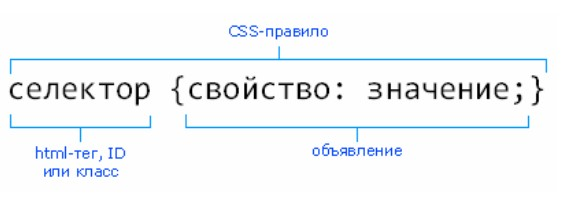 CSS-правило
селектор {свойство: значение;}
html-тег, ID
или класс
объявление